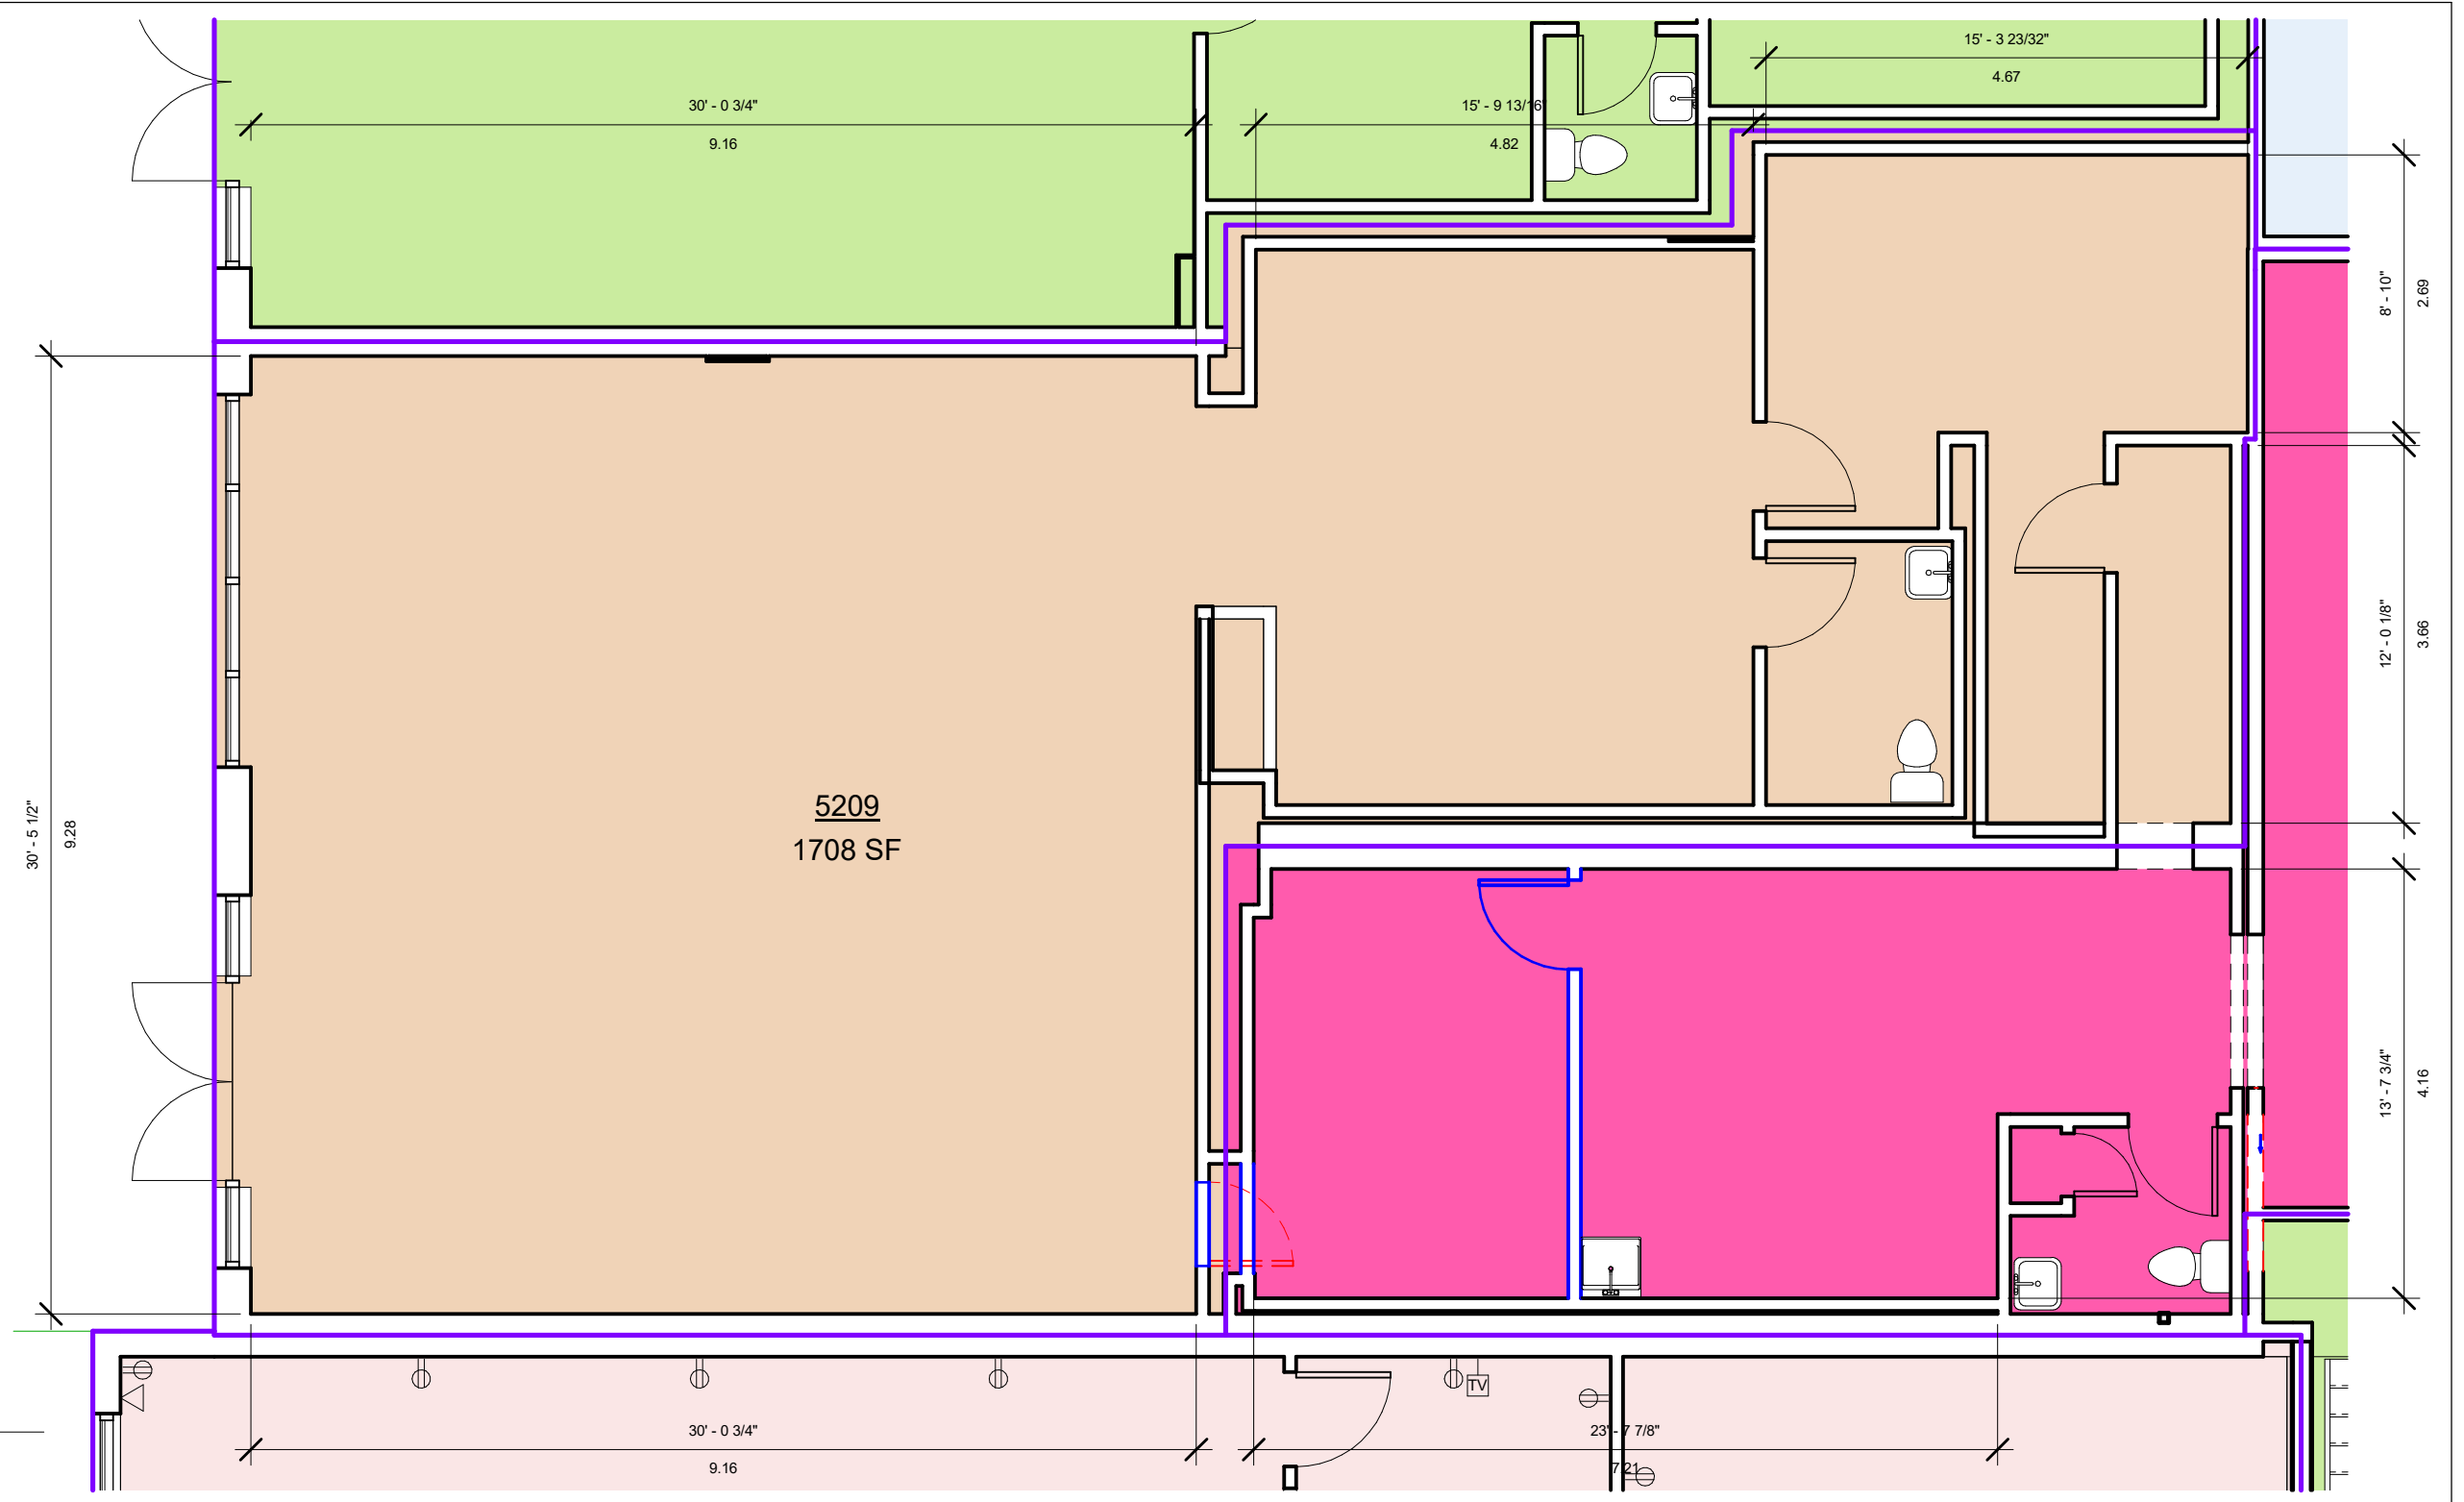 15' - 3 23/32"
4.67
30' - 0 3/4"
9.16
15' - 9 13/16"
4.82
8' - 10"
2.69
12' - 0 1/8"
3.66
30' - 5 1/2"
9.28
5209
1708 SF
13' - 7 3/4"
4.16
TV
30' - 0 3/4"
9.16
23' - 7 7/8"
7.21